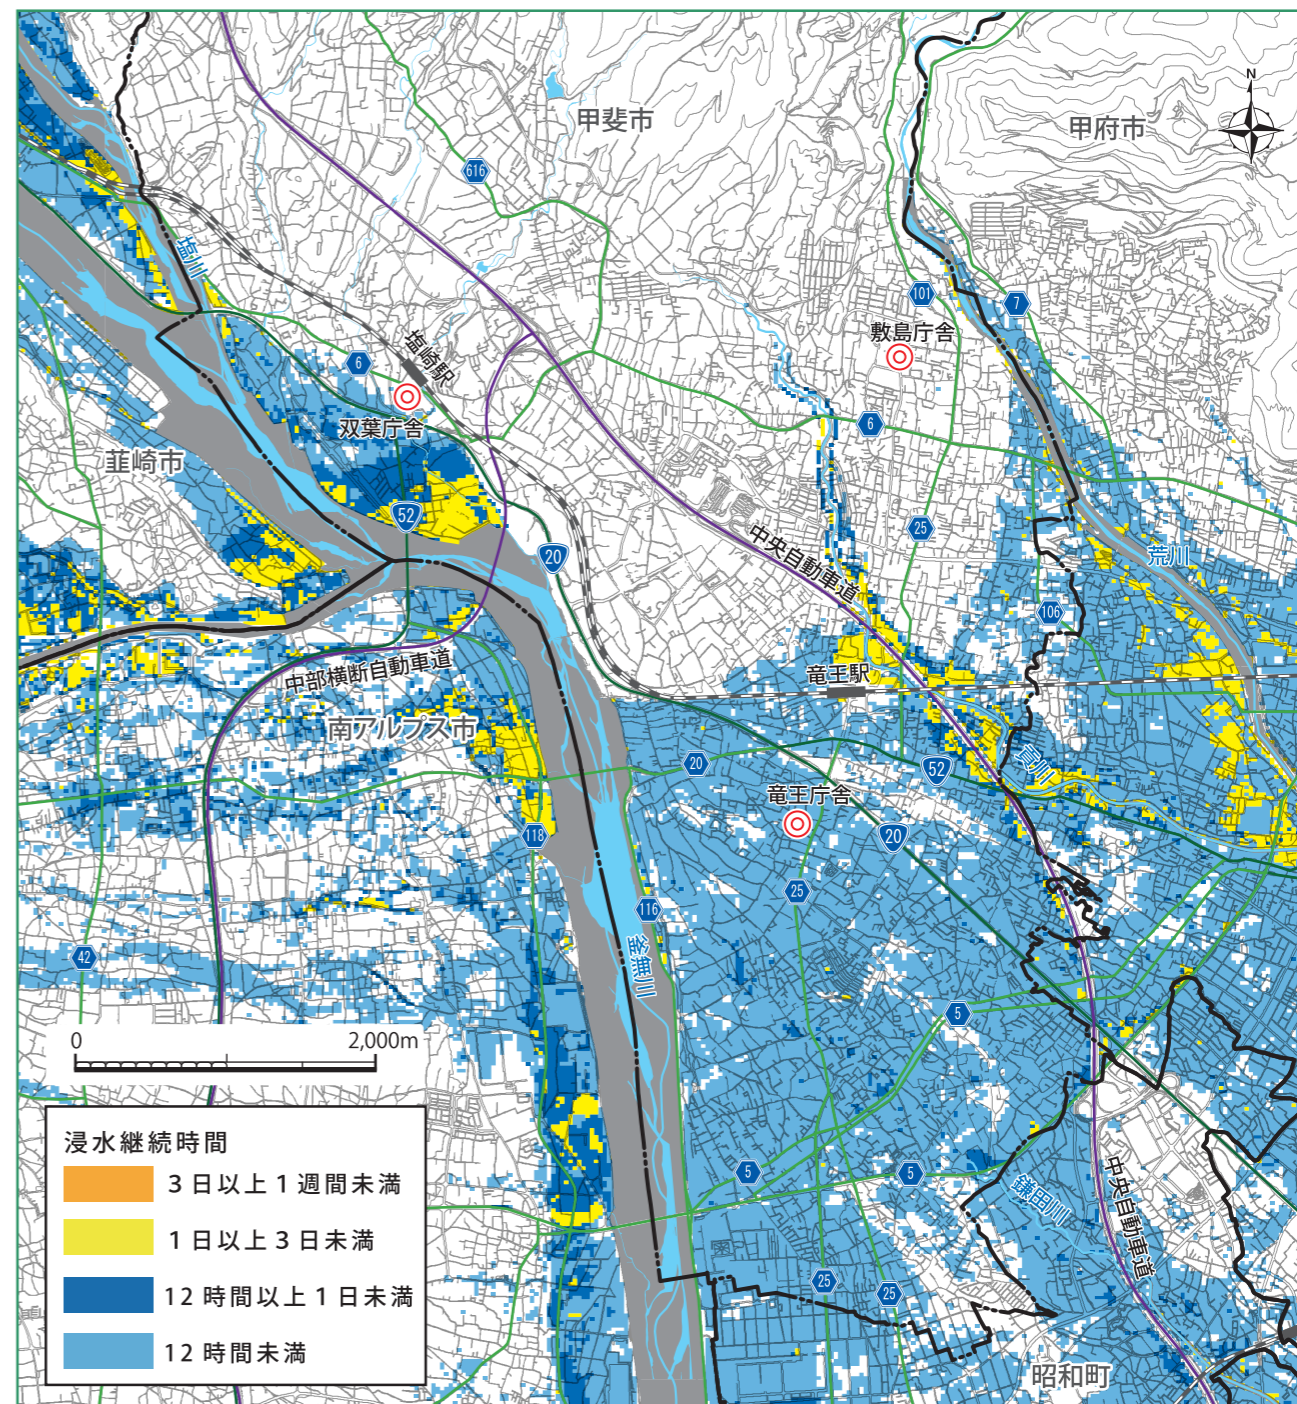 N
甲斐市
甲府市
616
塩川
101
7
敷島庁舎
塩崎駅
6
双葉庁舎
6
韮崎市
52
20
25
中央自動車道
荒川
106
中部横断自動車道
竜王駅
南アルプス市
貢川
20
52
竜王庁舎
118
20
25
116
釜無川
42
5
0 2,000m
5
5
鎌田川
中央自動車道
25
25
昭和町
浸水継続時間
3日以上1週間未満
1日以上3日未満
12時間以上1日未満
12時間未満